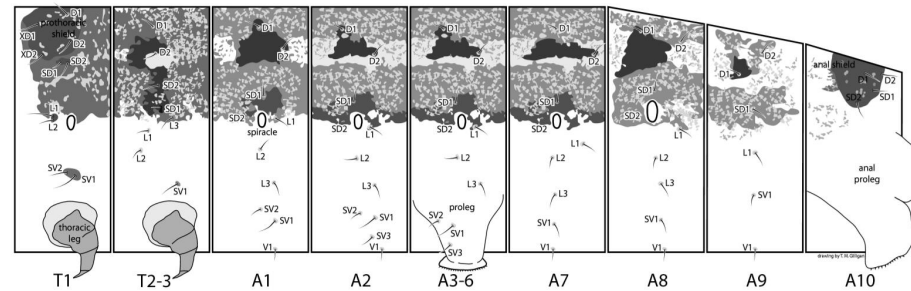 D1
prothoracic
shield
XD1
D2
XD2
SD2
SD1
L1
L2
SV2
SV1
thoracic
leg
T1
D1
D2
SD2
SD1
L3
L1
L2
SV1
T2-3
D1
D2
SD1
SD2
L1
spiracle
L2
L3
SV2
SV1
V1
A1
D1
D2
SD1
SD2
L1
L2
L3
SV2
SV1
SV3
V1
A2
D1
D2
SD1
SD2
L1
L2
L3
proleg
SV2
SV1
SV3
V1
A3-6
D1
D2
SD1
SD2
L1
L2
L3
SV1
V1
A7
D1
D2
SD1
SD2
L1
L2
L3
SV1
V1
A8
D2
D1
SD1
L1
SV1
V1
A9
anal shield
D1
D2
SD2
SD1
anal
proleg
drawing by T. M. Gilligan
A10